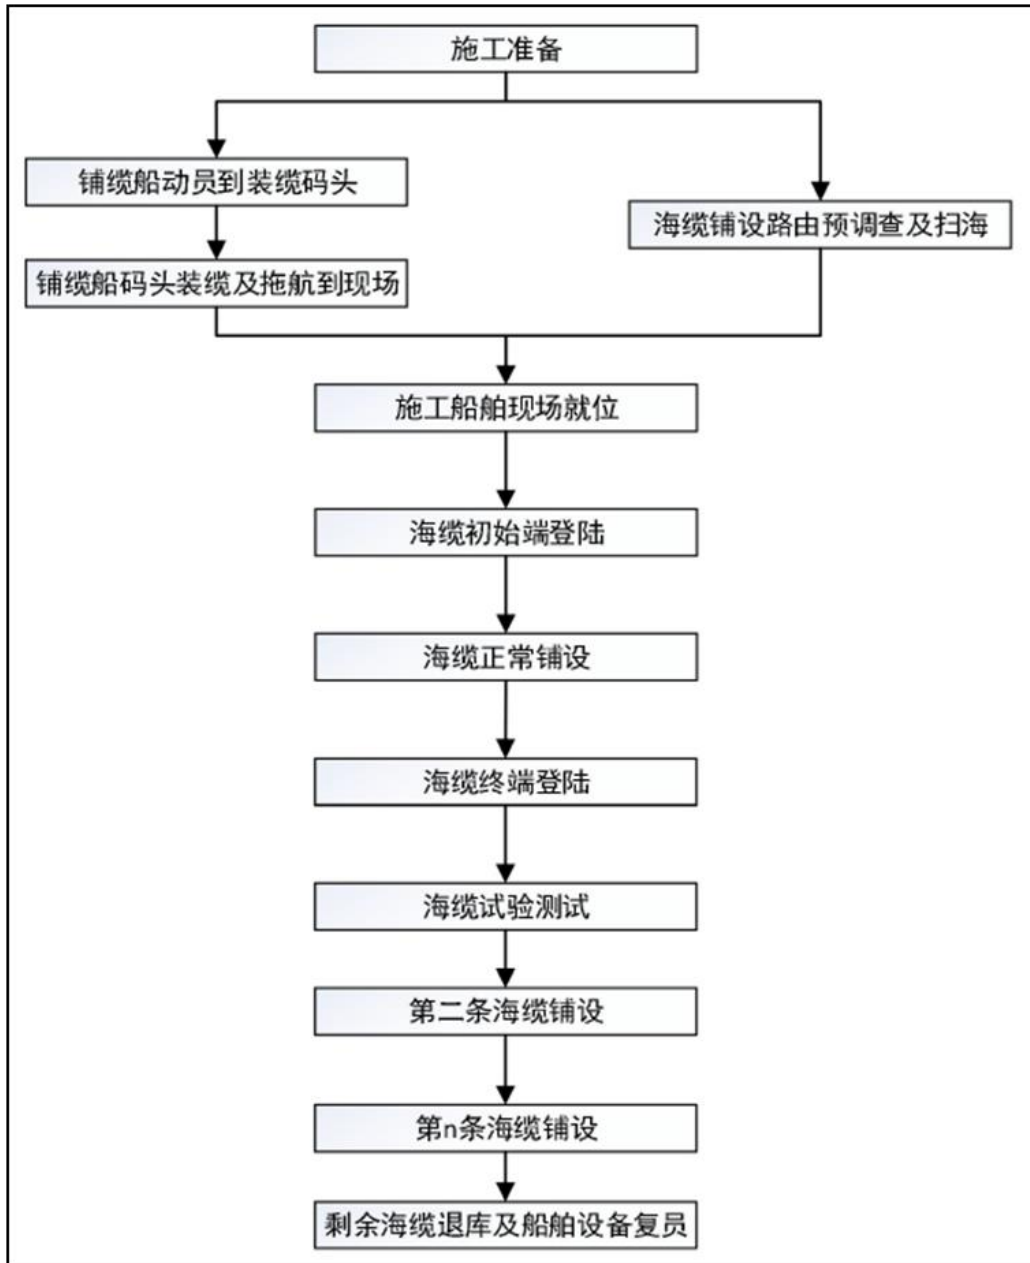 施工准备
铺缆船动员到装缆码头
海缆铺设路由预调查及扫海
铺缆船码头装缆及拖航到现场
施工船舶现场就位
海缆初始端登陆
海缆正常铺设
海缆终端登陆
海缆试验测试
第二条海缆铺设
第n条海缆铺设
剩余海缆退库及船舶设备复员